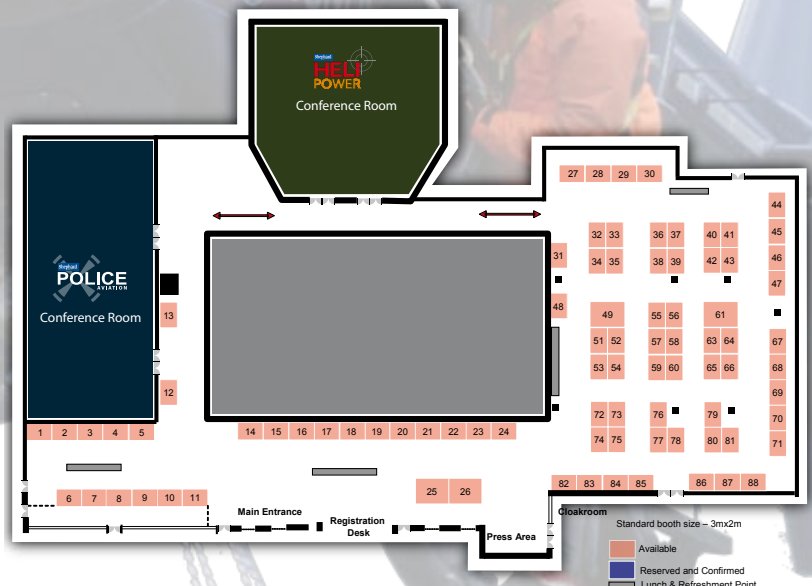 Shephard
HELI
POWER
Conference Room
Shephard
POLICE
AVIATION
Conference Room
27 28 29 30
44
32 33 36 37 40 41
45
31
34 35 38 39 42 43
46
47
13
48
49 55 56 61
51 52 57 58 63 64
67
53 54 59 60 65 66
68
12
69
72 73 76 79
70
1 2 3 4 5
14 15 16 17 18 19 20 21 22 23 24
74 75 77 78 80 81
71
82 83 84 85
86 87 88
6 7 8 9 10 11
25 26
Main Entrance
Registration
Desk
Press Area
Cloakroom
Standard booth size – 3mx2m
Available
Reserved and Confirmed
Lunch & Refreshment Point